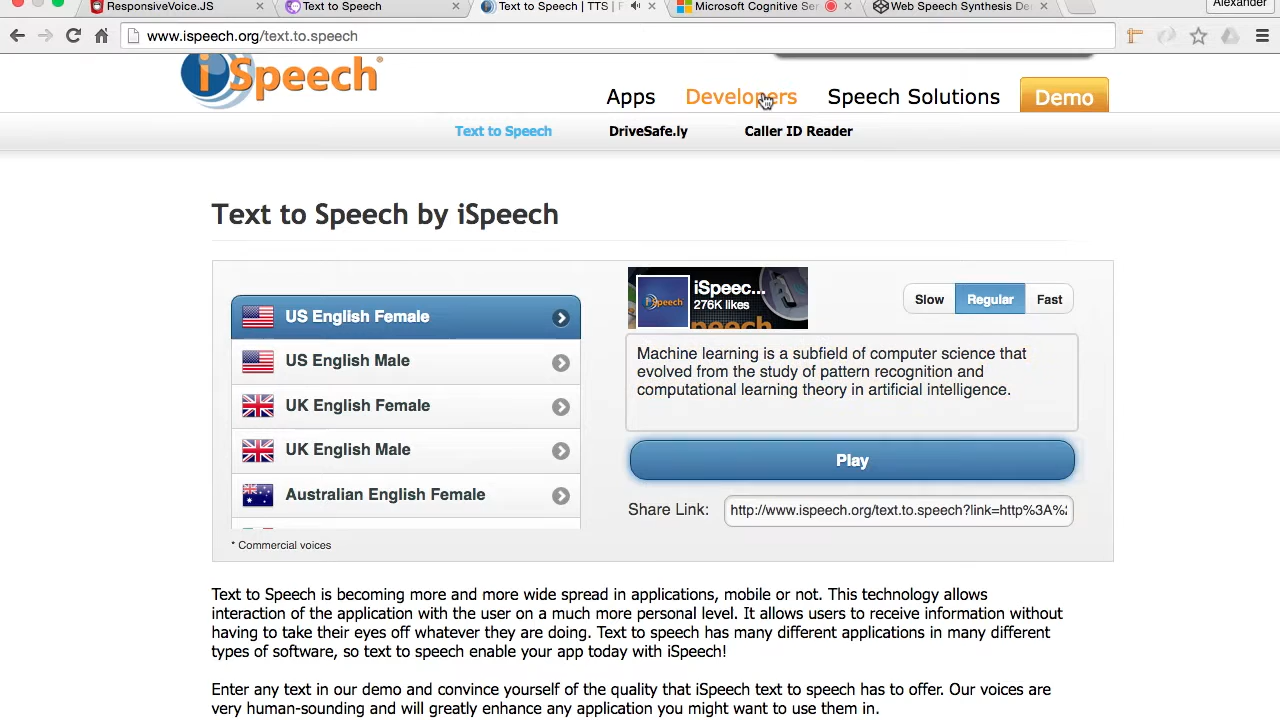 ResponsiveVoice.JS
Text to Speech
Text to Speech | TTS |
Microsoft Cognitive Ser
Web Speech Synthesis De
Alexander
www.ispeech.org/text.to.speech
iSpeech®
Apps
Developers
Speech Solutions
Demo
Text to Speech
DriveSafe.ly
Caller ID Reader
Text to Speech by iSpeech
US English Female
US English Male
UK English Female
UK English Male
Australian English Female
* Commercial voices
iSpeec...
276K likes
iSpeech
peech
Slow
Regular
Fast
Machine learning is a subfield of computer science that
evolved from the study of pattern recognition and
computational learning theory in artificial intelligence.
Play
Share Link:
http://www.ispeech.org/text.to.speech?link=http%3A%2
Text to Speech is becoming more and more wide spread in applications, mobile or not. This technology allows
interaction of the application with the user on a much more personal level. It allows users to receive information without
having to take their eyes off whatever they are doing. Text to speech has many different applications in many different
types of software, so text to speech enable your app today with iSpeech!
Enter any text in our demo and convince yourself of the quality that iSpeech text to speech has to offer. Our voices are
very human-sounding and will greatly enhance any application you might want to use them in.